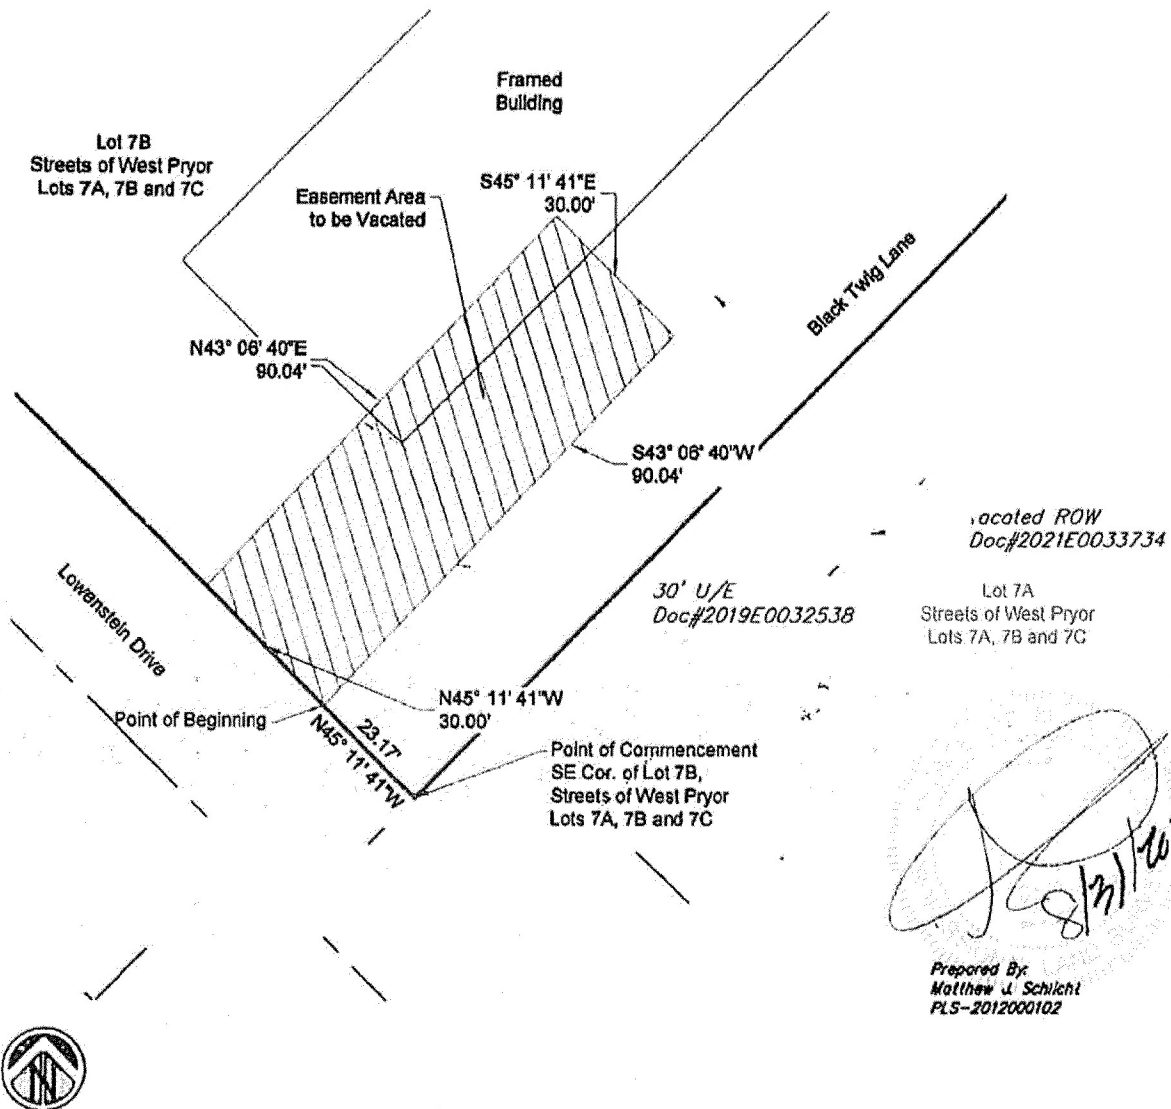 Framed
Building
Lot 7B
Streets of West Pryor
Lots 7A, 7B and 7C
Easement Area
to be Vacated
S45° 11' 41"E
30.00'
Black Twig Lane
N43° 06' 40"E
90.04'
S43° 06' 40"W
90.04'
acated ROW
Doc#2021E0033734
30' U/E
Doc#2019E0032538
Lot 7A
Streets of West Pryor
Lots 7A, 7B and 7C
Lowenstein Drive
N45° 11' 41"W
30.00'
Point of Beginning
23.17'
N45° 11' 41"W
Point of Commencement
SE Cor. of Lot 7B,
Streets of West Pryor
Lots 7A, 7B and 7C
8/31/
Prepared By:
Matthew J. Schlicht
PLS-2012000102
N